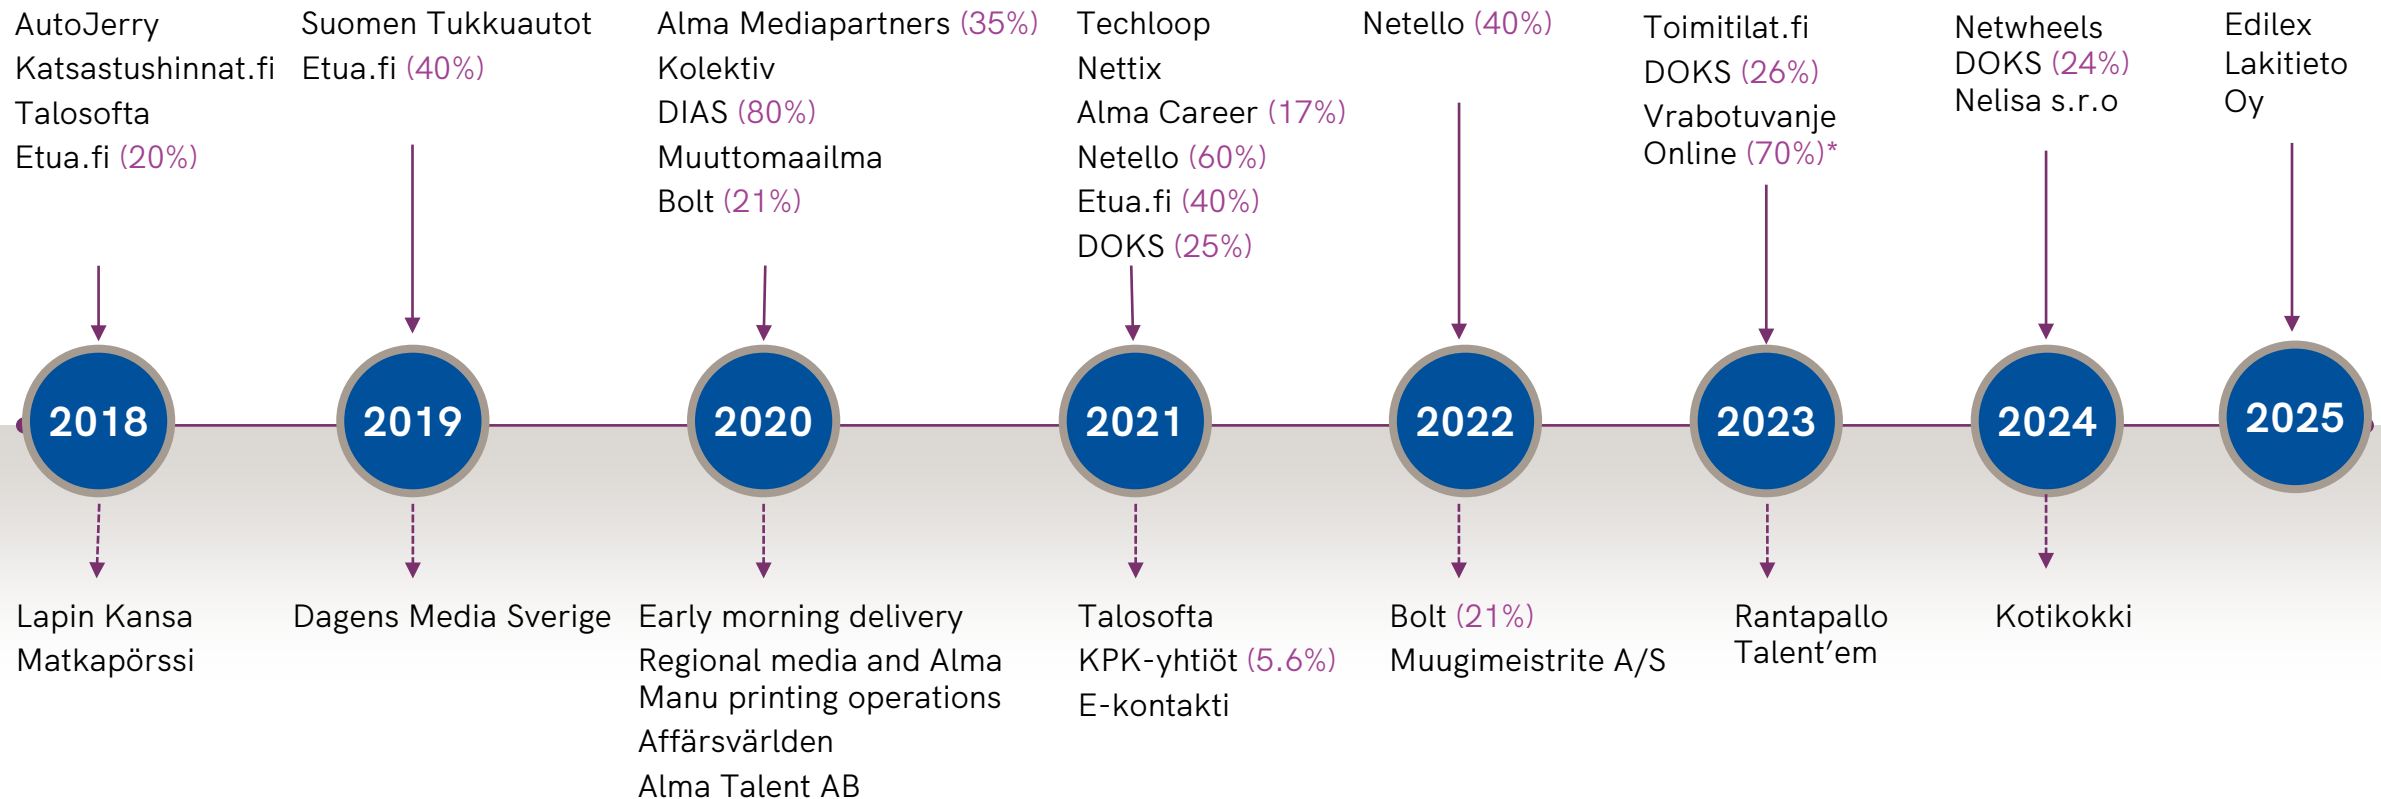 AutoJerry
Katsastushinnat.fi
Talosofta
Etua.fi (20%)
Suomen Tukkuautot
Etua.fi (40%)
Alma Mediapartners (35%)
Kolektiv
DIAS (80%)
Muuttomaailma
Bolt (21%)
Techloop
Nettix
Alma Career (17%)
Netello (60%)
Etua.fi (40%)
DOKS (25%)
Netello (40%)
Toimitilat.fi
DOKS (26%)
Vrabotuvanje
Online (70%)*
Netwheels
DOKS (24%)
Nelisa s.r.o
Edilex
Lakitieto
Oy
2018
2019
2020
2021
2022
2023
2024
2025
Lapin Kansa
Matkapörssi
Dagens Media Sverige
Early morning delivery
Regional media and Alma
Manu printing operations
Affärsvärlden
Alma Talent AB
Talosofta
KPK-yhtiöt (5.6%)
E-kontakti
Bolt (21%)
Muugimeistrite A/S
Rantapallo
Talent’em
Kotikokki